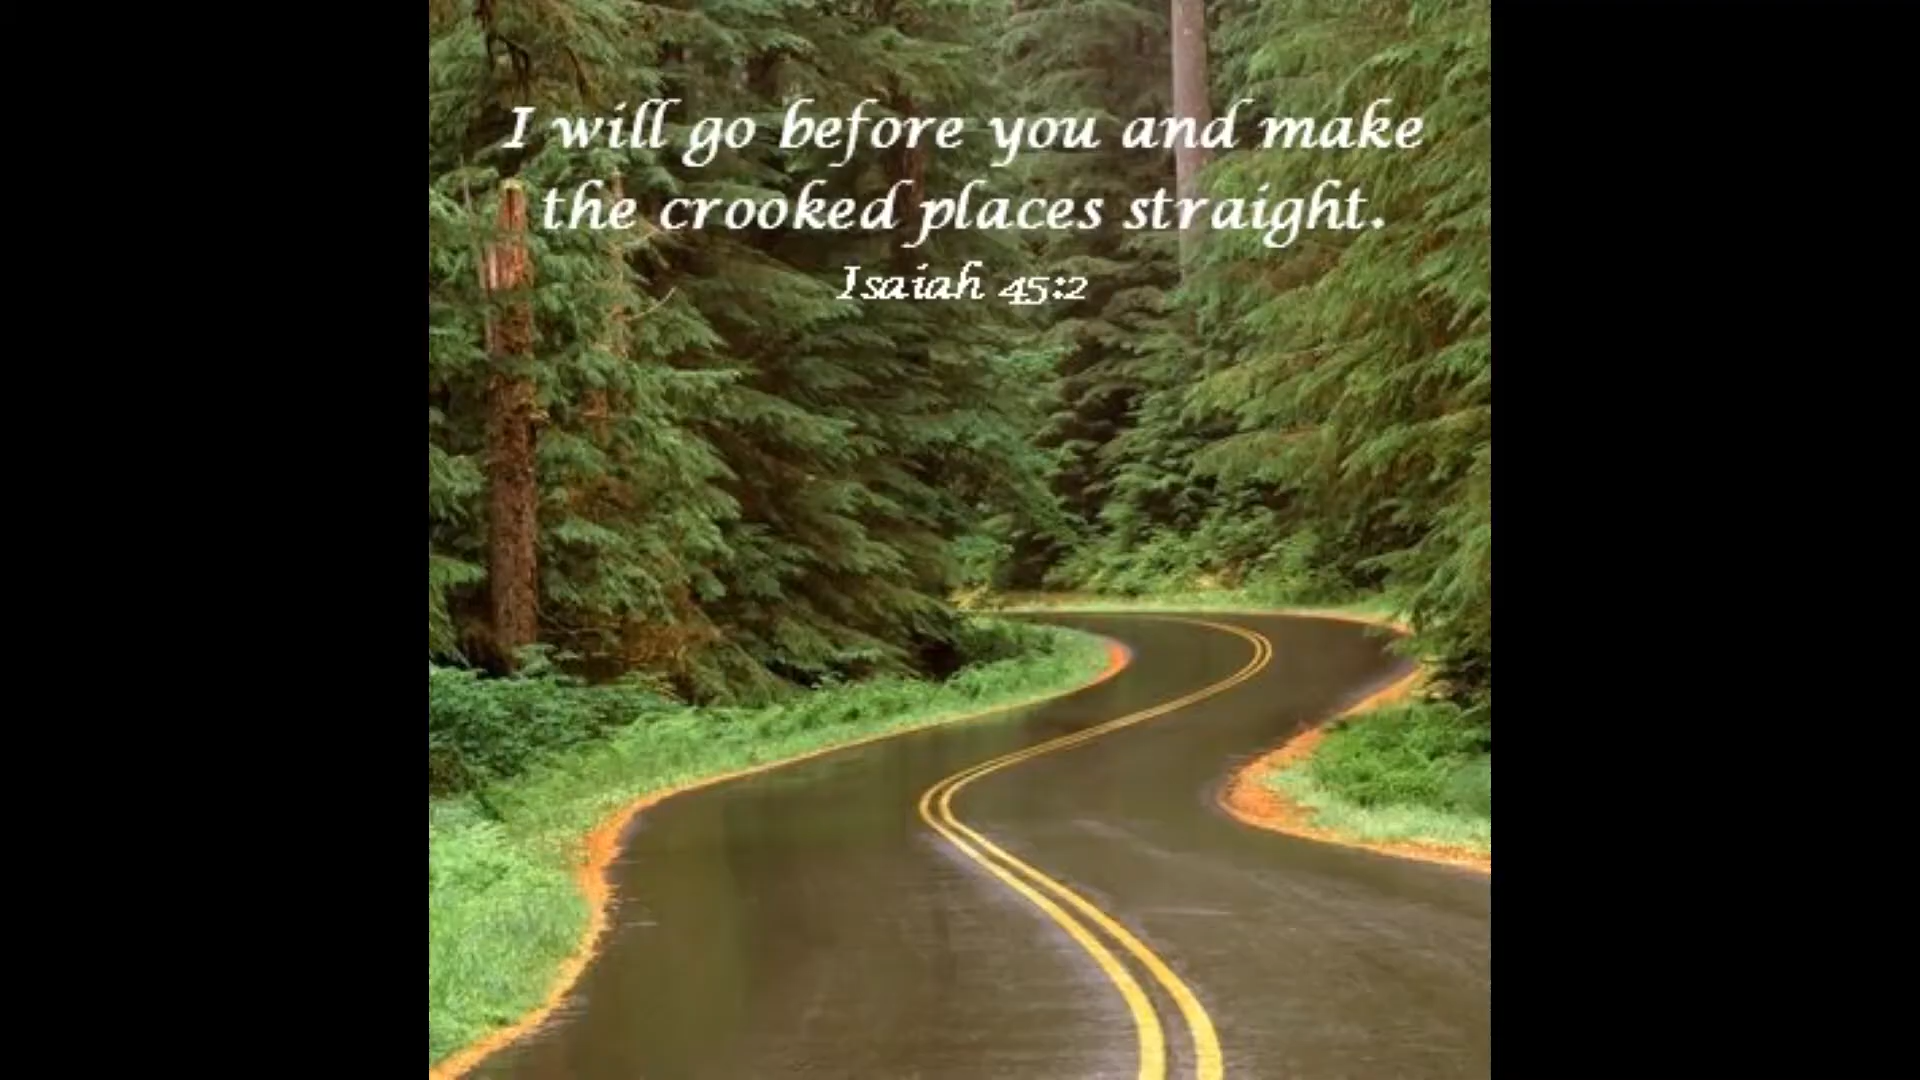 I will go before you and make
the crooked places straight.
Isaiah 45:2